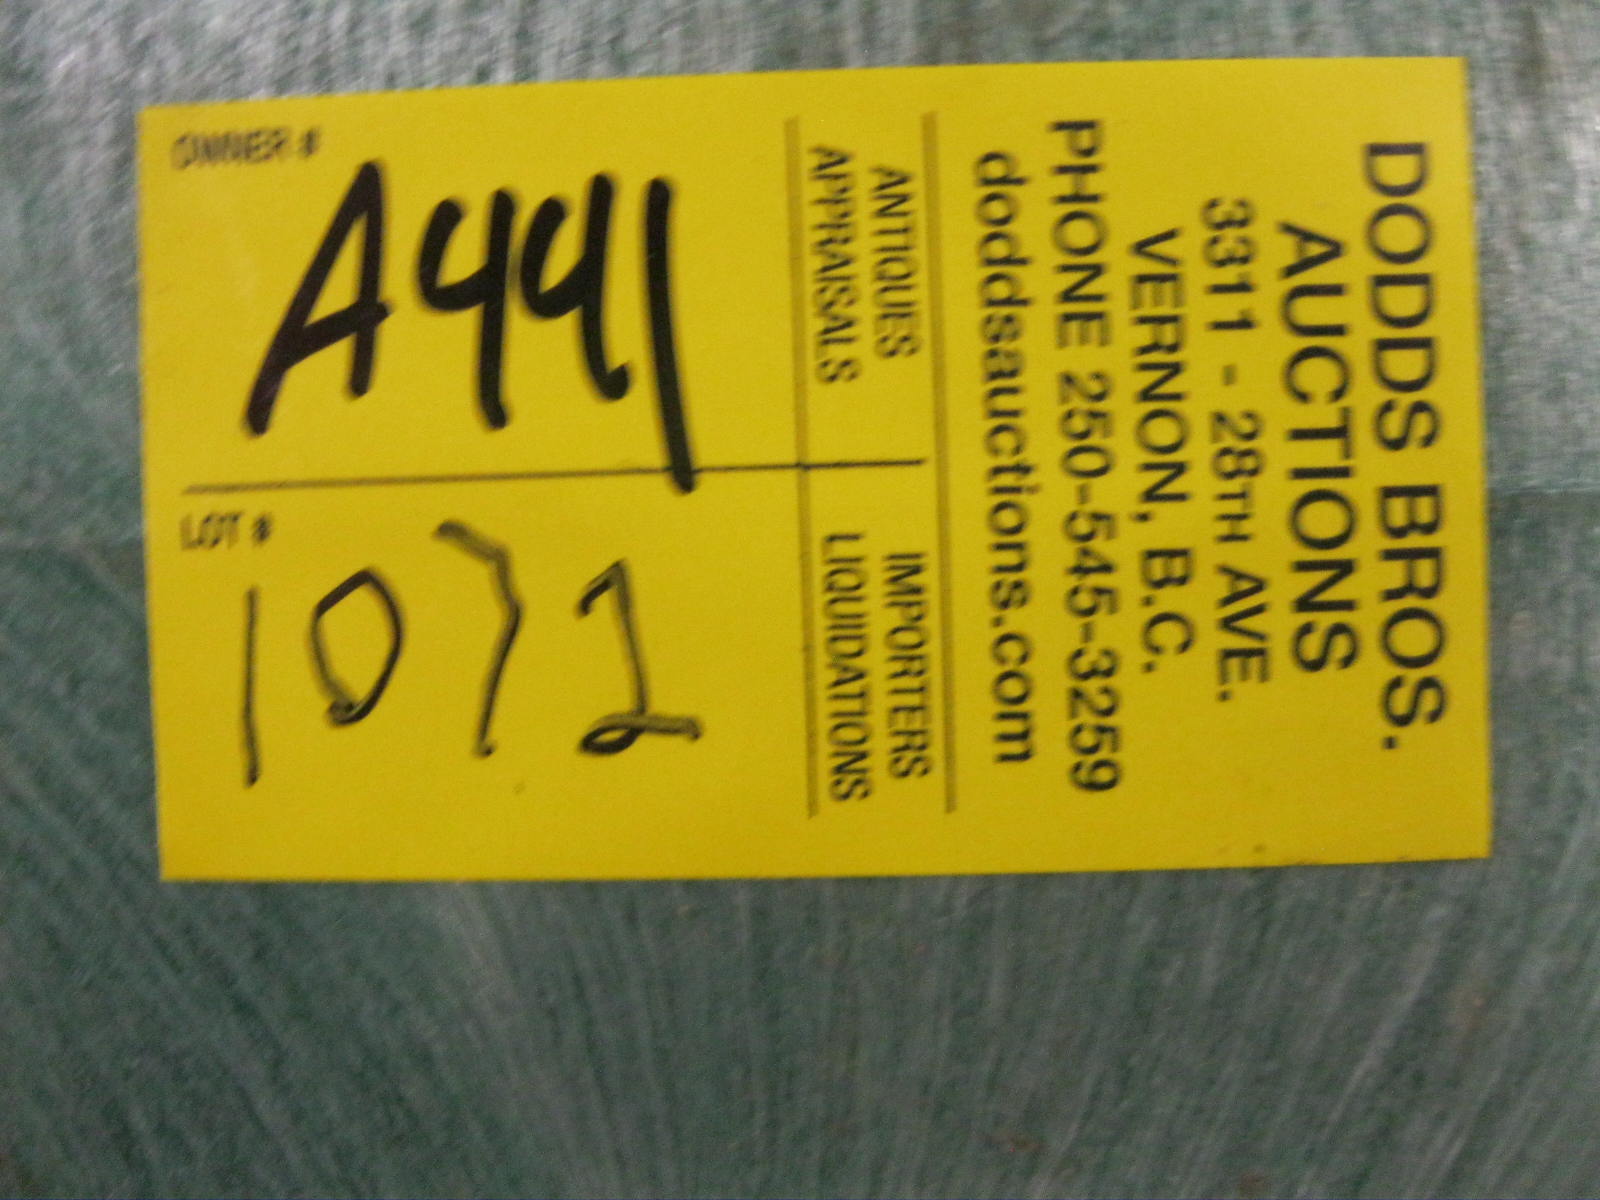 DODDS BROS.
AUCTIONS
3311 - 28TH AVE.
VERNON, B.C.
PHONE 250-545-3259
doddsauctions.com
ANTIQUES
APPRAISALS
IMPORTERS
LIQUIDATIONS
OWNER #
A441
LOT #
1072